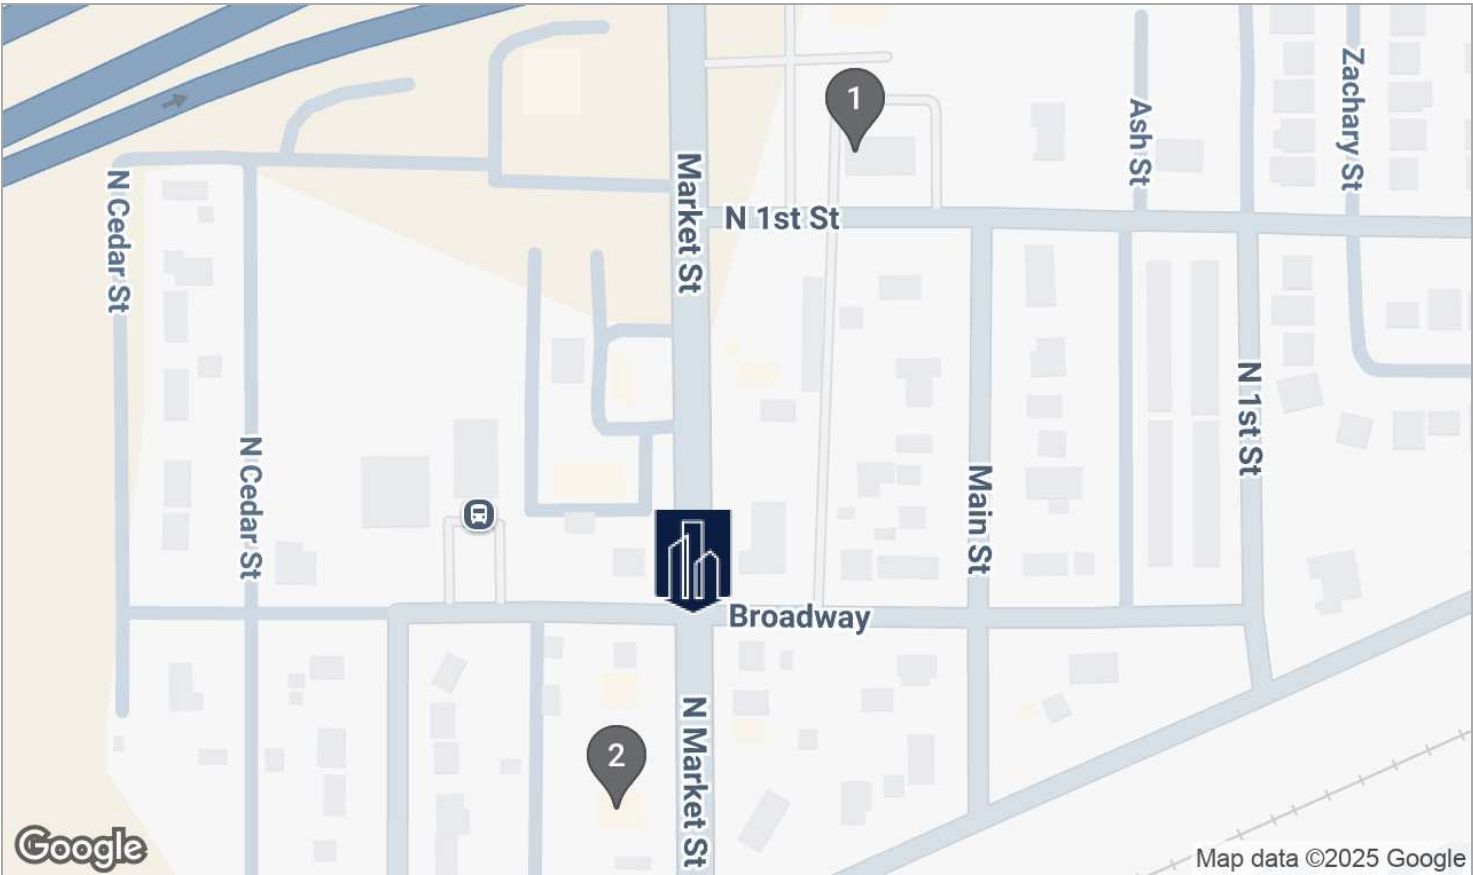 1
Zachary St
Ash St
Market St
N Cedar St
N 1st St
N 1st St
N Cedar St
Main St
Broadway
N Market St
2
Google
Map data ©2025 Google